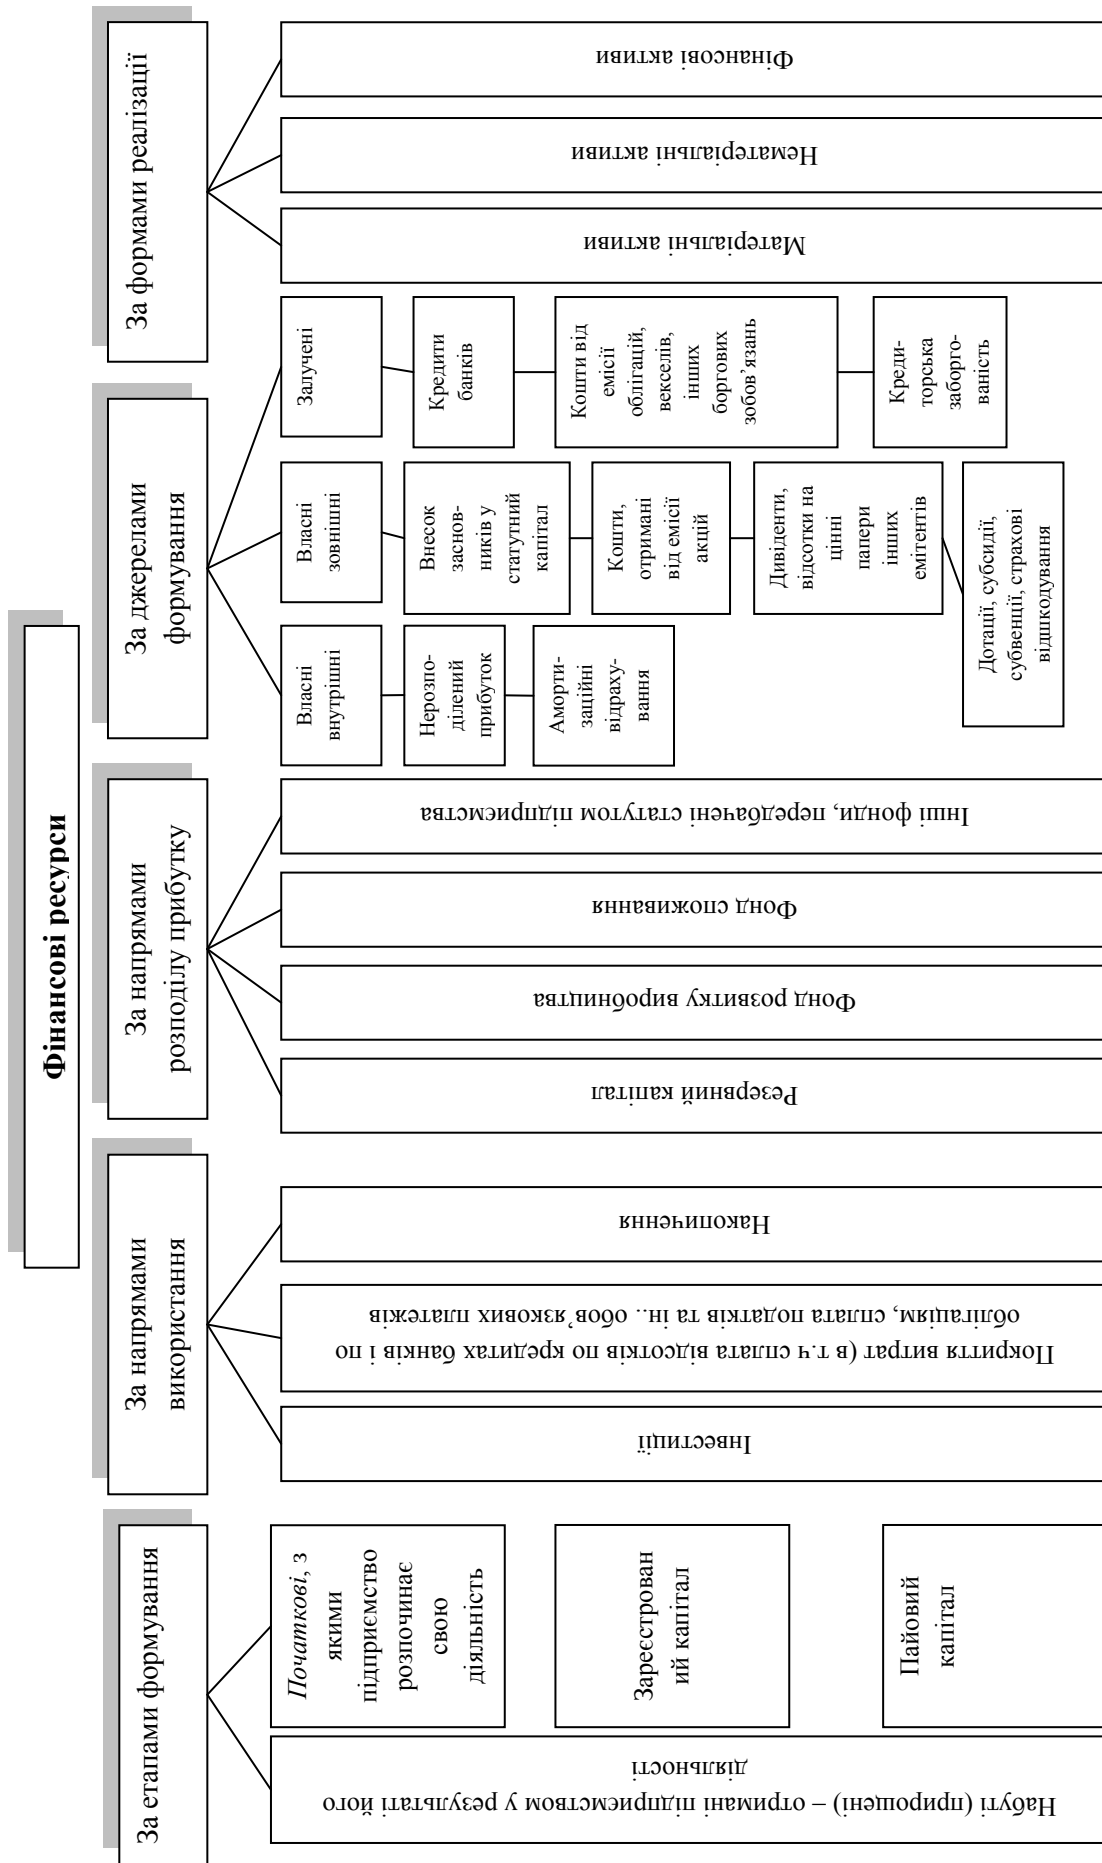 Фінансові ресурси
За етапами формування
Набуті (прирощені) – отримані підприємством у результаті його
діяльності
Початкові, з
якими
підприємство
розпочинає
свою
діяльність
Зареєстрован
ий капітал
Пайовий
капітал
За напрямами
використання
Інвестиції
Покриття витрат (в т.ч сплата відсотків по кредитах банків і по
облігаціям, сплата податків та ін.. обов’язкових платежів
Накопичення
За напрямами
розподілу прибутку
Резервний капітал
Фонд розвитку виробництва
Фонд споживання
Інші фонди, передбачені статутом підприємства
За джерелами
формування
Власні
внутрішні
Нерозпо-
ділений
прибуток
Аморти-
заційні
відраху-
вання
Власні
зовнішні
Внесок
заснов-
ників у
статутний
капітал
Кошти,
отримані
від емісії
акцій
Дивіденти,
відсотки на
цінні
папери
інших
емітентів
Дотації, субсидії,
субвенції, страхові
відшкодування
Залучені
Кредити
банків
Кошти від
емісії
облігацій,
векселів,
інших
боргових
зобов’язань
Креди-
торська
заборго-
ваність
За формами реалізації
Матеріальні активи
Нематеріальні активи
Фінансові активи